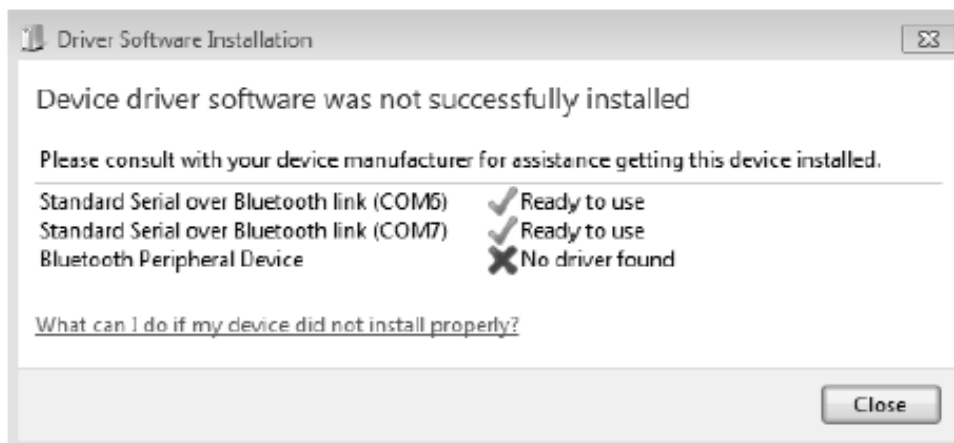 Driver Software Installation
Device driver software was not successfully installed
Please consult with your device manufacturer for assistance getting this device installed.
Standard Serial over Bluetooth link (COM6) Ready to use
Standard Serial over Bluetooth link (COM7) Ready to use
Bluetooth Peripheral Device No driver found
What can I do if my device did not install properly?
Close